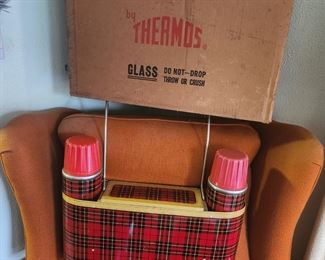 by
THERMOS®
GLASS DO NOT-DROP
THROW OR CRUSH